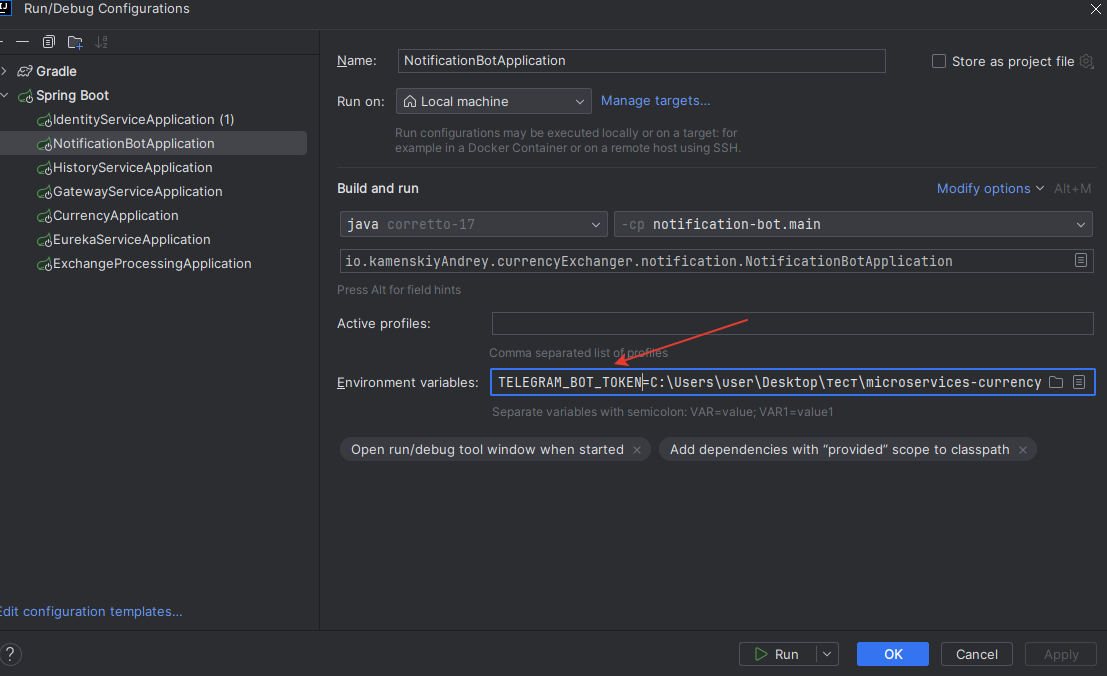 Run/Debug Configurations
Gradle
Spring Boot
IdentityServiceApplication (1)
NotificationBotApplication
HistoryServiceApplication
GatewayServiceApplication
CurrencyApplication
EurekaServiceApplication
ExchangeProcessingApplication
Edit configuration templates...
Name: NotificationBotApplication Store as project file
Run on: Local machine Manage targets...
Run configurations may be executed locally or on a target: for
example in a Docker Container or on a remote host using SSH.
Build and run Modify options Alt+M
java corretto-17 -cp notification-bot.main
io.kamenskiyAndrey.currencyExchanger.notification.NotificationBotApplication
Press Alt for field hints
Active profiles:
Comma separated list of profiles
Environment variables: TELEGRAM_BOT_TOKEN=C:\Users\user\Desktop\тест\microservices-currency
Separate variables with semicolon: VAR=value; VAR1=value1
Open run/debug tool window when started × Add dependencies with “provided” scope to classpath ×
? Run OK Cancel Apply